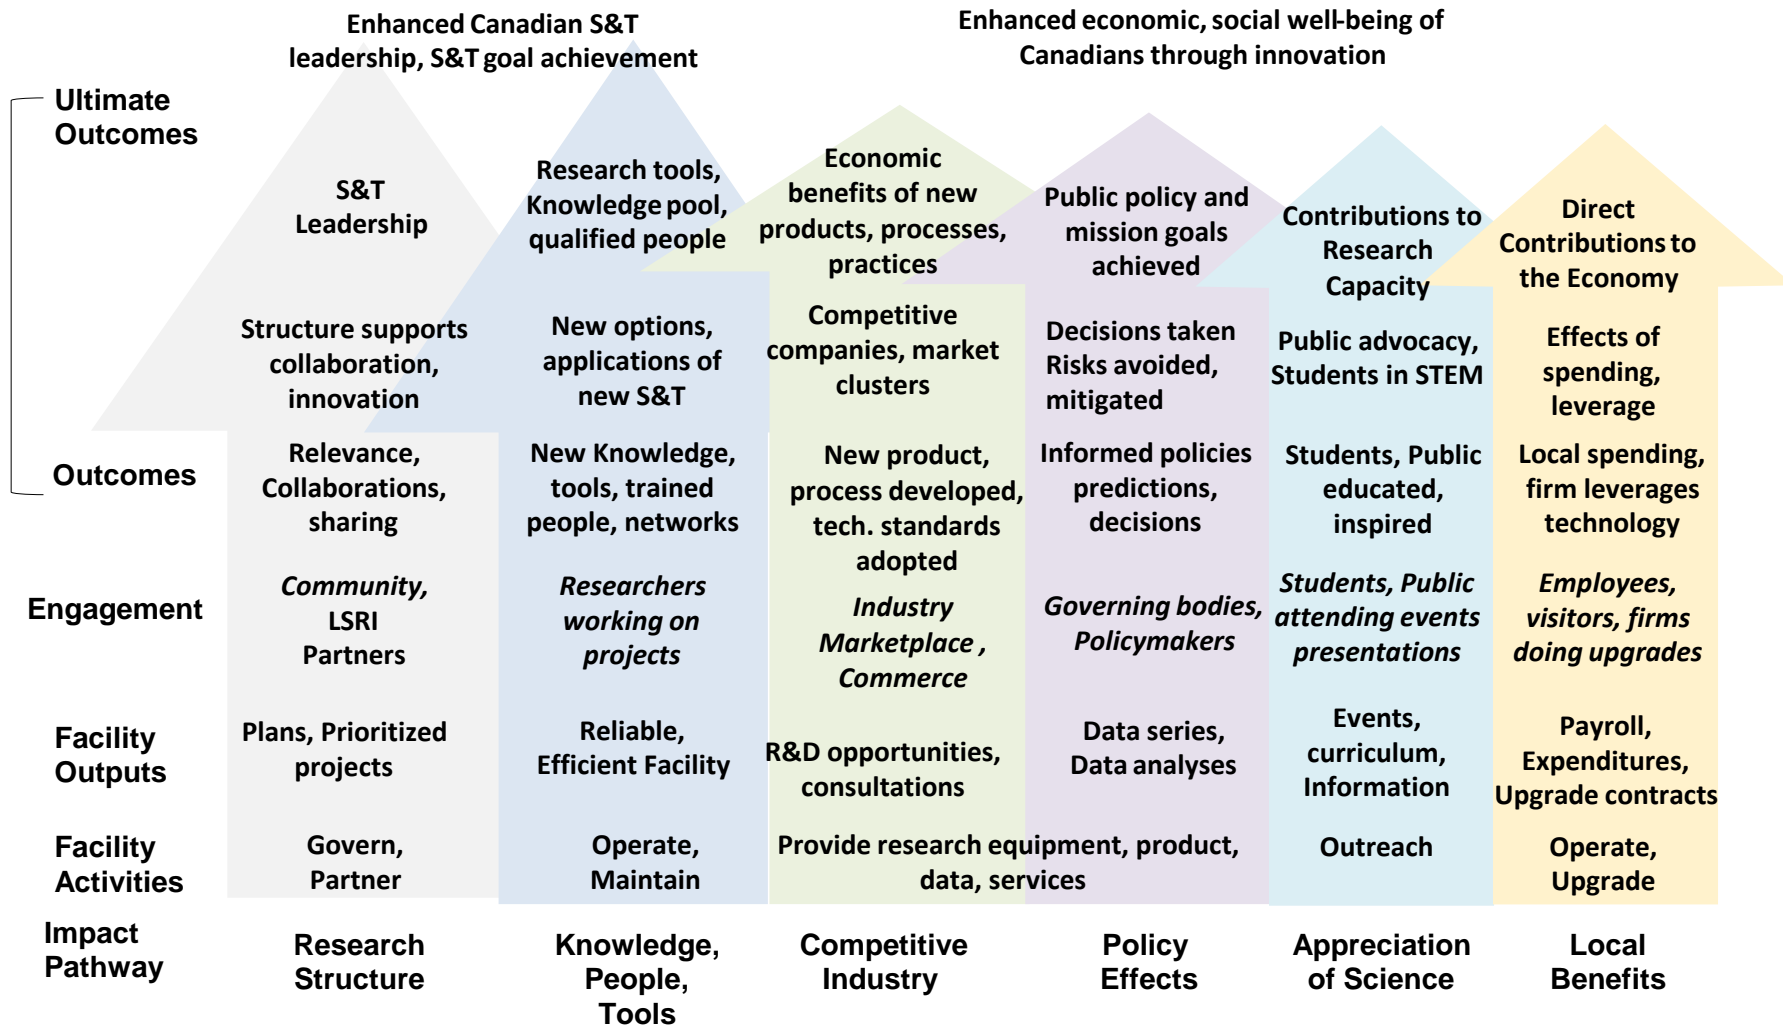 Enhanced Canadian S&T
leadership, S&T goal achievement
Enhanced economic, social well-being of
Canadians through innovation
Ultimate
Outcomes
S&T
Leadership
Research tools,
Knowledge pool,
qualified people
Economic
benefits of new
products, processes,
practices
Public policy and
mission goals
achieved
Contributions to
Research
Capacity
Direct
Contributions to
the Economy
Structure supports
collaboration,
innovation
New options,
applications of
new S&T
Competitive
companies, market
clusters
Decisions taken
Risks avoided,
mitigated
Public advocacy,
Students in STEM
Effects of
spending,
leverage
Outcomes
Relevance,
Collaborations,
sharing
New Knowledge,
tools, trained
people, networks
New product,
process developed,
tech. standards
adopted
Informed policies
predictions,
decisions
Students, Public
educated,
inspired
Local spending,
firm leverages
technology
Engagement
Community,
LSRI
Partners
Researchers
working on
projects
Industry
Marketplace ,
Commerce
Governing bodies,
Policymakers
Students, Public
attending events
presentations
Employees,
visitors, firms
doing upgrades
Facility
Outputs
Plans, Prioritized
projects
Reliable,
Efficient Facility
R&D opportunities,
consultations
Data series,
Data analyses
Events,
curriculum,
Information
Payroll,
Expenditures,
Upgrade contracts
Facility
Activities
Govern,
Partner
Operate,
Maintain
Provide research equipment, product,
data, services
Outreach
Operate,
Upgrade
Impact
Pathway
Research
Structure
Knowledge,
People,
Tools
Competitive
Industry
Policy
Effects
Appreciation
of Science
Local
Benefits